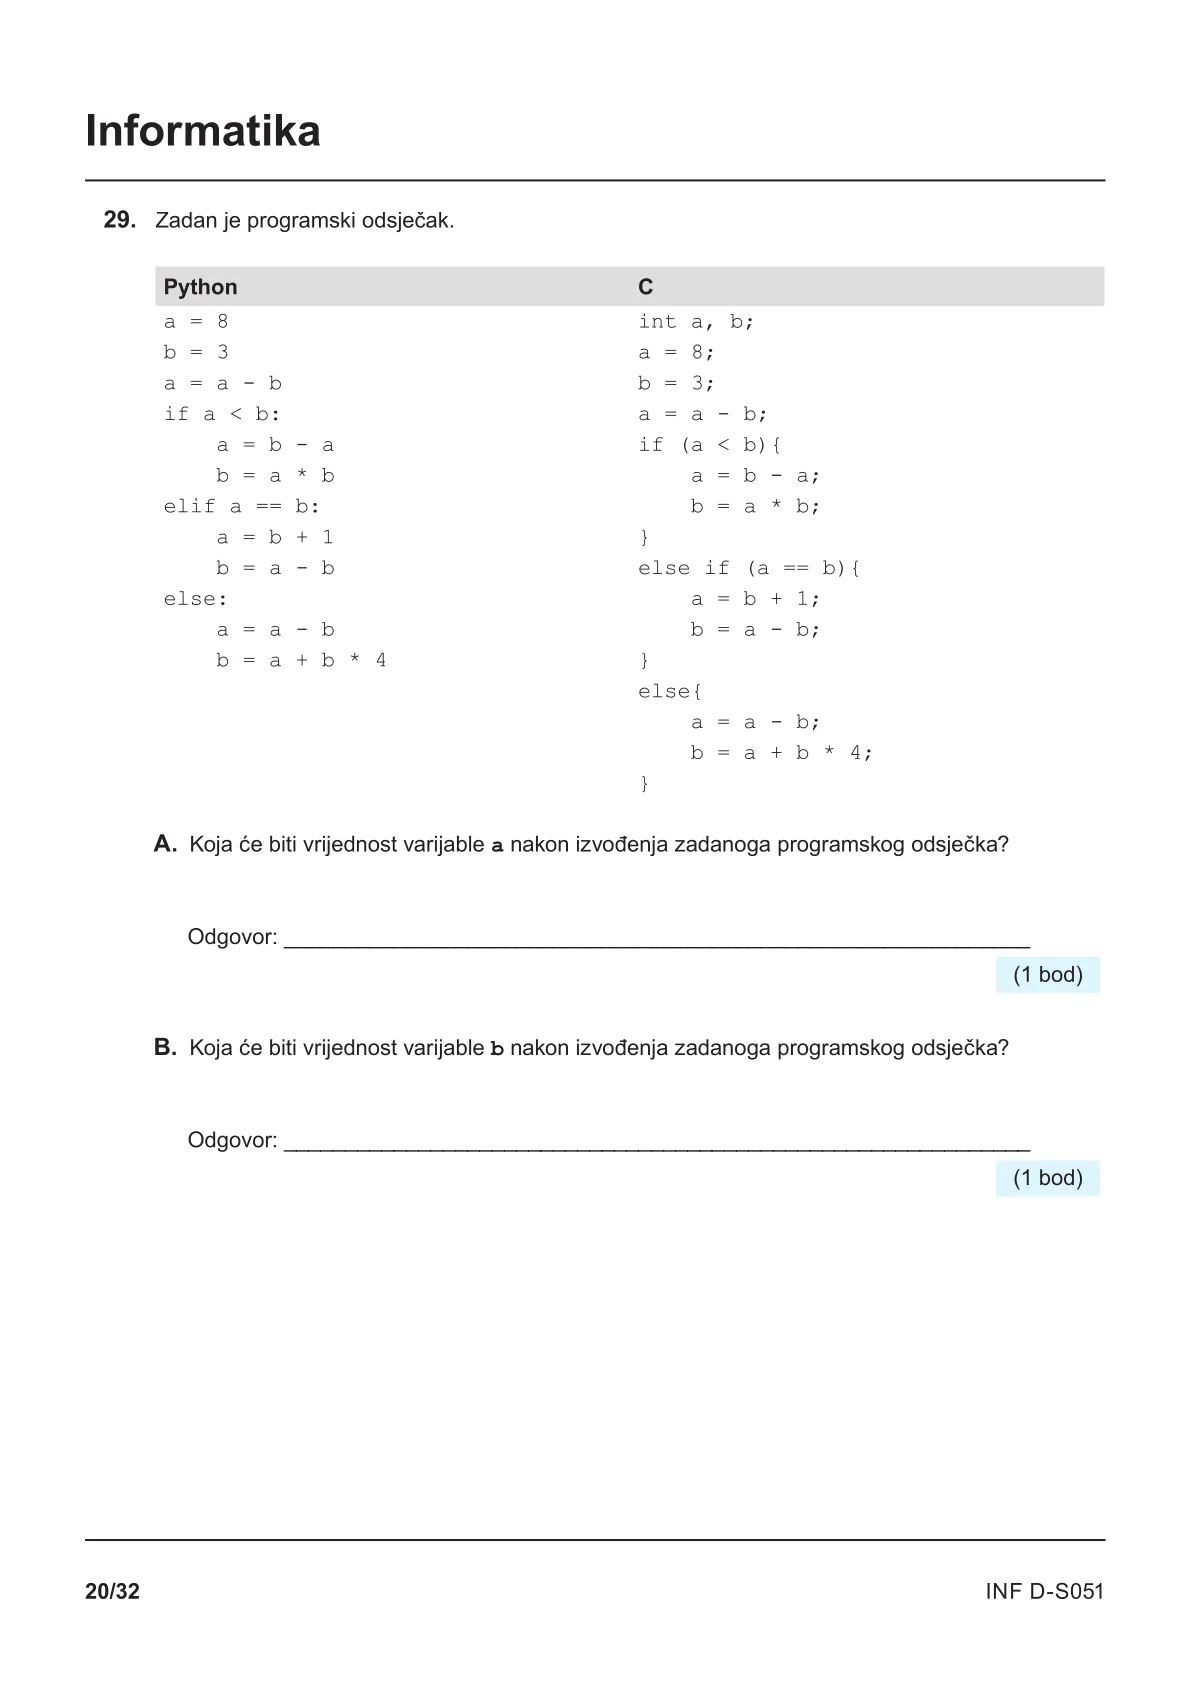 Informatika
29. Zadan je programski odsječak.
Python C
a = 8
b = 3
a = a - b
if a < b:
    a = b - a
    b = a * b
elif a == b:
    a = b + 1
    b = a - b
else:
    a = a - b
    b = a + b * 4
int a, b;
a = 8;
b = 3;
a = a - b;
if (a < b){
    a = b - a;
    b = a * b;
}
else if (a == b){
    a = b + 1;
    b = a - b;
}
else{
    a = a - b;
    b = a + b * 4;
}
A. Koja će biti vrijednost varijable a nakon izvođenja zadanoga programskog odsječka?
Odgovor: ______________________________________________________________
(1 bod)
B. Koja će biti vrijednost varijable b nakon izvođenja zadanoga programskog odsječka?
Odgovor: ______________________________________________________________
(1 bod)
20/32 INF D-S051